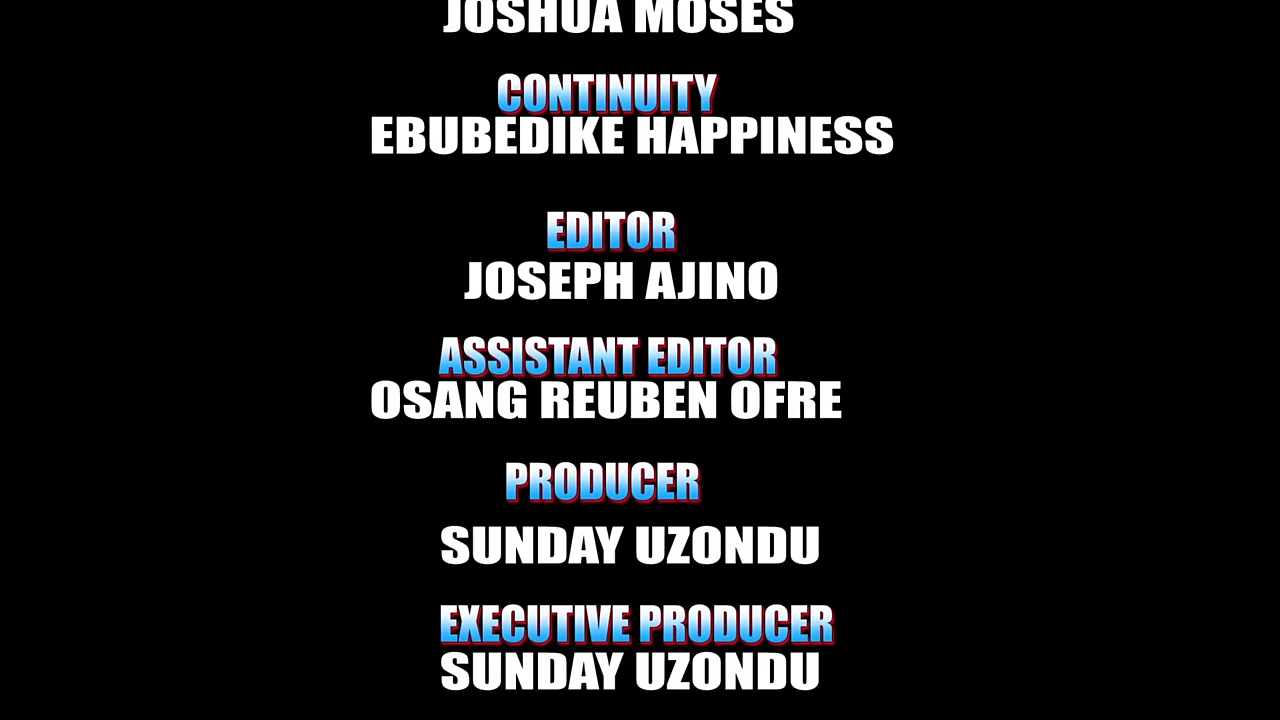 JOSHUA MOSES
CONTINUITY
EBUBEDIKE HAPPINESS
EDITOR
JOSEPH AJINO
ASSISTANT EDITOR
OSANG REUBEN OFRE
PRODUCER
SUNDAY UZONDU
EXECUTIVE PRODUCER
SUNDAY UZONDU